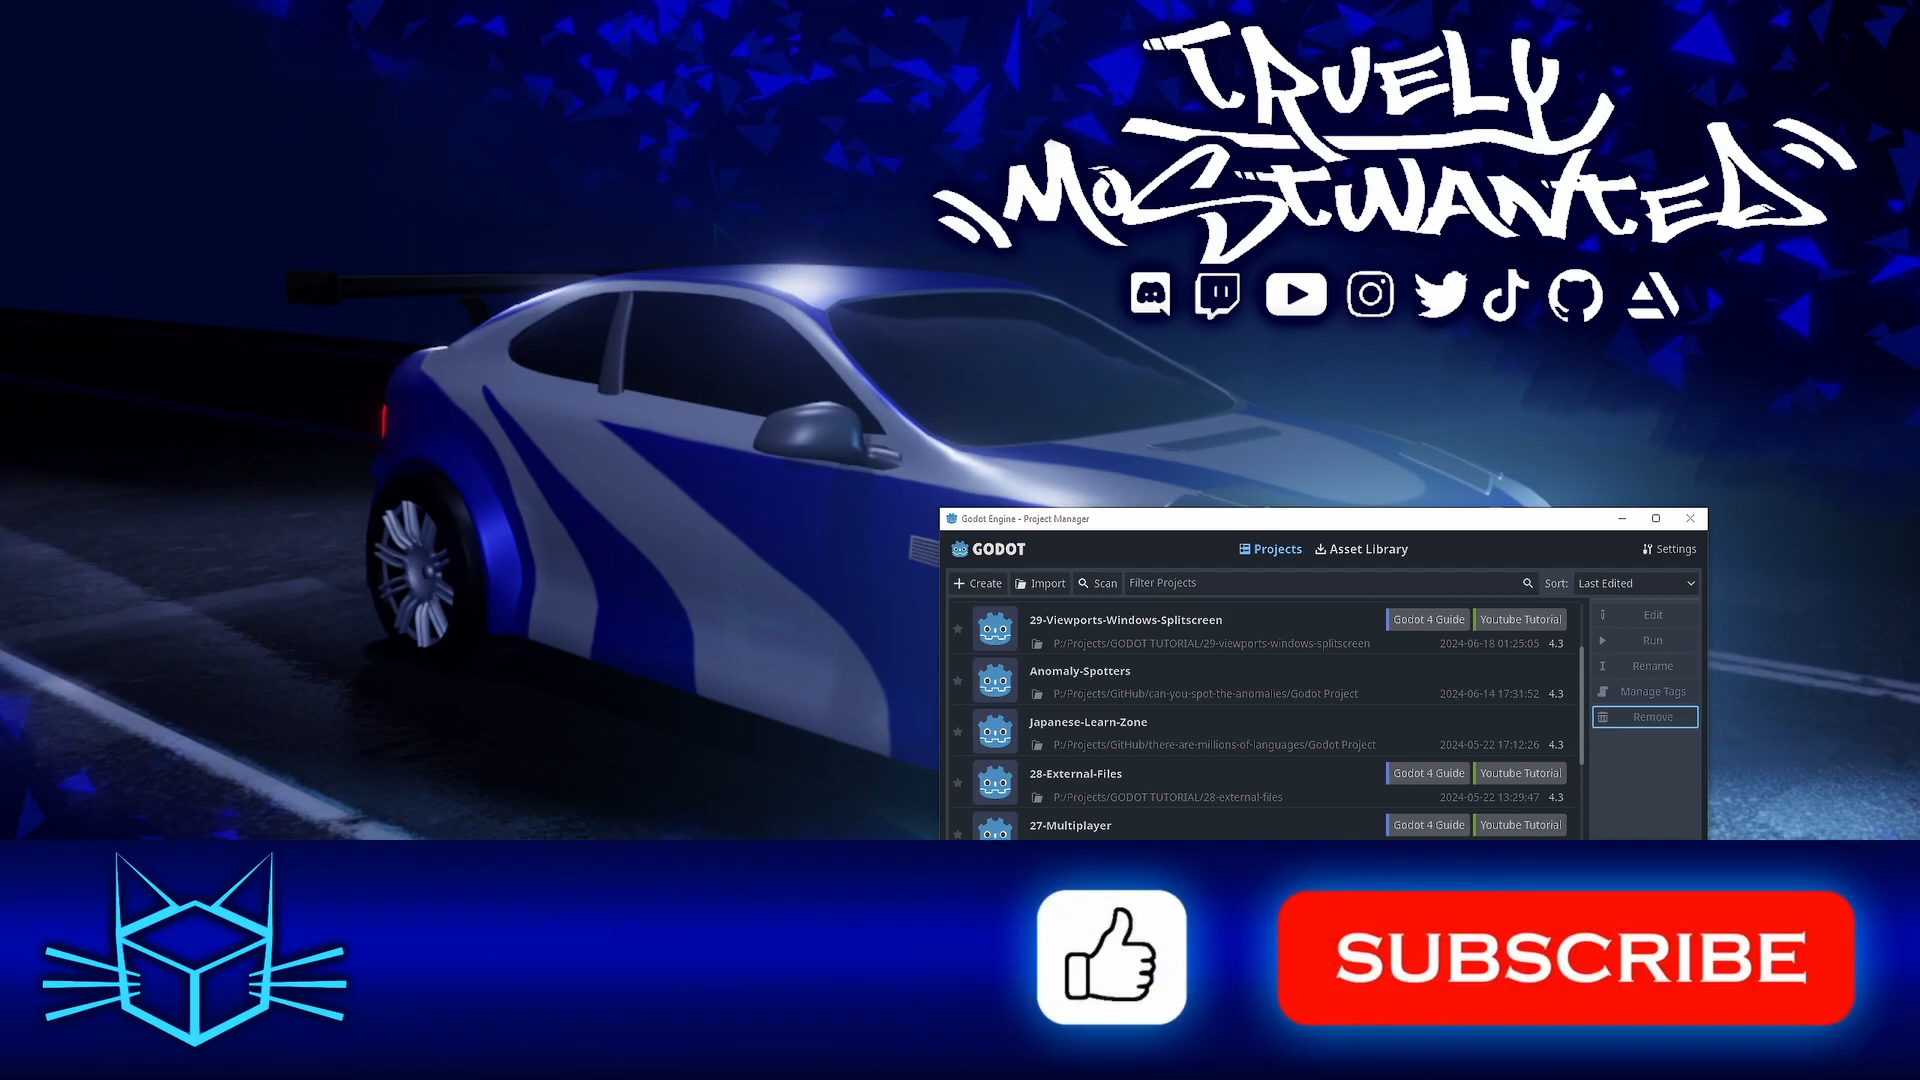 TRUELY
MOSTWANTED
Godot Engine - Project Manager
GODOT
Projects
Asset Library
Settings
Create
Import
Scan
Filter Projects
Sort:
Last Edited
29-Viewports-Windows-Splitscreen
Godot 4 Guide
Youtube Tutorial
P:/Projects/GODOT TUTORIAL/29-viewports-windows-splitscreen
2024-06-18 01:25:05
4.3
Anomaly-Spotters
P:/Projects/GitHub/can-you-spot-the-anomalies/Godot Project
2024-06-14 17:31:52
4.3
Japanese-Learn-Zone
P:/Projects/GitHub/there-are-millions-of-languages/Godot Project
2024-05-22 17:12:26
4.3
28-External-Files
Godot 4 Guide
Youtube Tutorial
P:/Projects/GODOT TUTORIAL/28-external-files
2024-05-22 13:29:47
4.3
27-Multiplayer
Godot 4 Guide
Youtube Tutorial
Edit
Run
Rename
Manage Tags
Remove
SUBSCRIBE